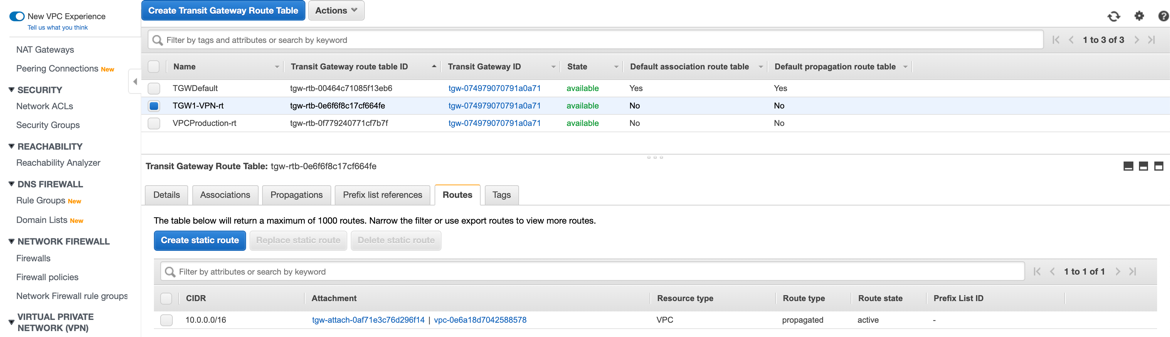 New VPC Experience
Tell us what you think
NAT Gateways
Peering Connections New
SECURITY
Network ACLs
Security Groups
REACHABILITY
Reachability Analyzer
DNS FIREWALL
Rule Groups New
Domain Lists New
NETWORK FIREWALL
Firewalls
Firewall policies
Network Firewall rule groups
VIRTUAL PRIVATE
NETWORK (VPN)
Create Transit Gateway Route Table Actions
Filter by tags and attributes or search by keyword 1 to 3 of 3
Name Transit Gateway route table ID Transit Gateway ID State Default association route table Default propagation route table
TGWDefault tgw-rtb-00464c71085f13eb6 tgw-074979070791a0a71 available Yes Yes
TGW1-VPN-rt tgw-rtb-0e6f6f8c17cf664fe tgw-074979070791a0a71 available No No
VPCProduction-rt tgw-rtb-0f779240771cf7b7f tgw-074979070791a0a71 available No No
Transit Gateway Route Table: tgw-rtb-0e6f6f8c17cf664fe
Details Associations Propagations Prefix list references Routes Tags
The table below will return a maximum of 1000 routes. Narrow the filter or use export routes to view more routes.
Create static route Replace static route Delete static route
Filter by attributes or search by keyword 1 to 1 of 1
CIDR Attachment Resource type Route type Route state Prefix List ID
10.0.0.0/16 tgw-attach-0af71e3c76d296f14 | vpc-0e6a18d7042588578 VPC propagated active -